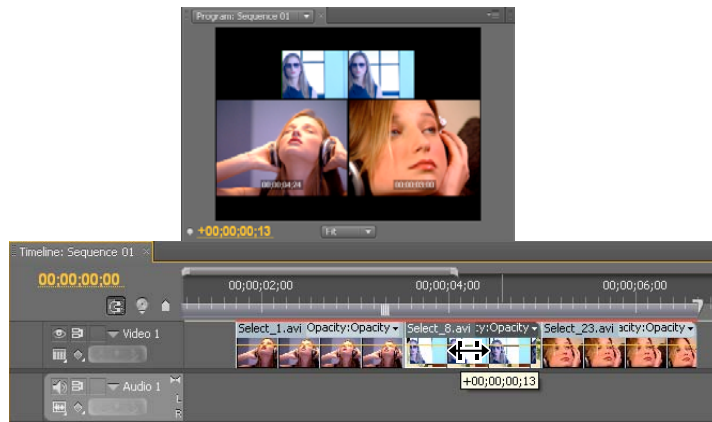 Program: Sequence 01
00;00;04;24
00;00;03;00
+00;00;00;13
Fit
Timeline: Sequence 01
00;00;00;00
00;00;02;00
00;00;04;00
00;00;06;00
Video 1
Select_1.avi Opacity:Opacity
Select_8.avi :y:Opacity
Select_23.avi acity:Opacity
+00;00;00;13
Audio 1
L
R